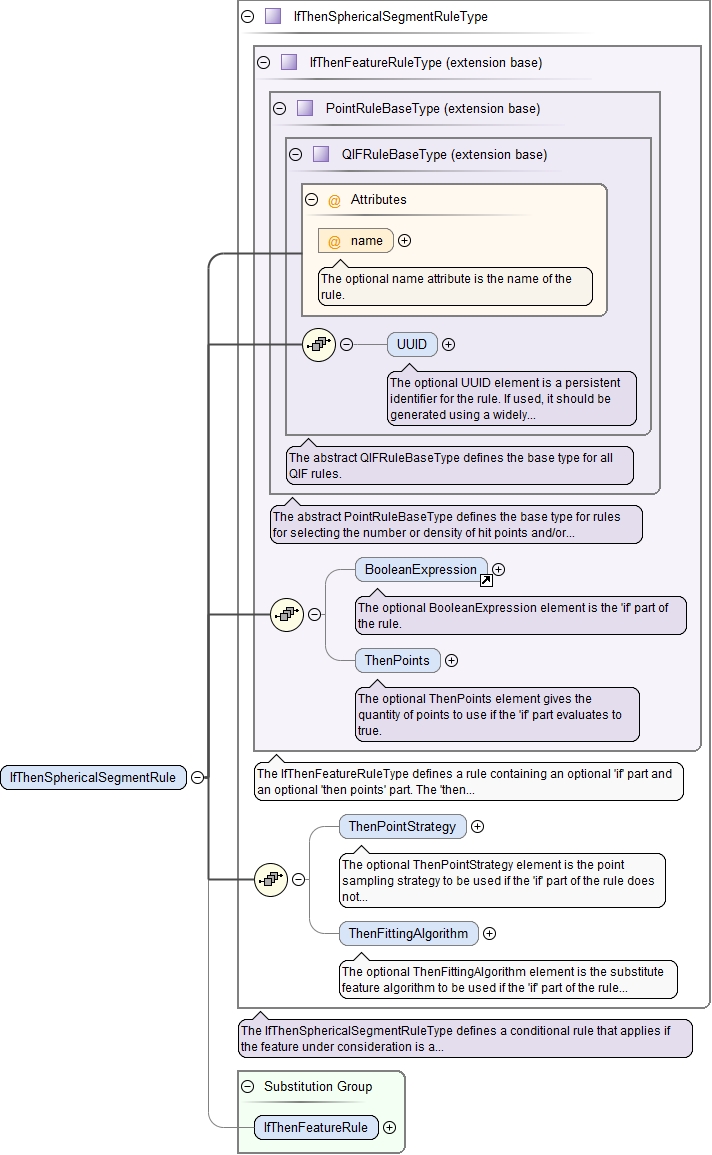 IfThenSphericalSegmentRuleType
IfThenFeatureRuleType (extension base)
PointRuleBaseType (extension base)
QIFRuleBaseType (extension base)
@ Attributes
@ name
The optional name attribute is the name of the
rule.
UUID
The optional UUID element is a persistent
identifier for the rule. If used, it should be
generated using a widely...
The abstract QIFRuleBaseType defines the base type for all
QIF rules.
The abstract PointRuleBaseType defines the base type for rules
for selecting the number or density of hit points and/or...
BooleanExpression
The optional BooleanExpression element is the 'if' part of
the rule.
ThenPoints
The optional ThenPoints element gives the
quantity of points to use if the 'if' part evaluates to
true.
IfThenSphericalSegmentRule
The IfThenFeatureRuleType defines a rule containing an optional 'if' part and
an optional 'then points' part. The 'then...
ThenPointStrategy
The optional ThenPointStrategy element is the point
sampling strategy to be used if the 'if' part of the rule does
not...
ThenFittingAlgorithm
The optional ThenFittingAlgorithm element is the substitute
feature algorithm to be used if the 'if' part of the rule...
The IfThenSphericalSegmentRuleType defines a conditional rule that applies if
the feature under consideration is a...
Substitution Group
IfThenFeatureRule